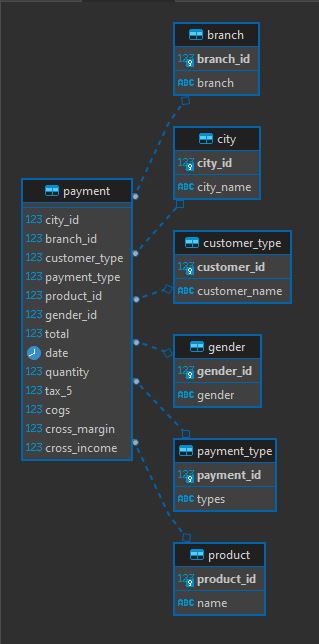 branch
123 branch_id
ABC branch
city
123 city_id
ABC city_name
payment
123 city_id
123 branch_id
123 customer_type
123 payment_type
123 product_id
123 gender_id
123 total
date
123 quantity
123 tax_5
123 cogs
123 cross_margin
123 cross_income
customer_type
123 customer_id
ABC customer_name
gender
123 gender_id
ABC gender
payment_type
123 payment_id
ABC types
product
123 product_id
ABC name